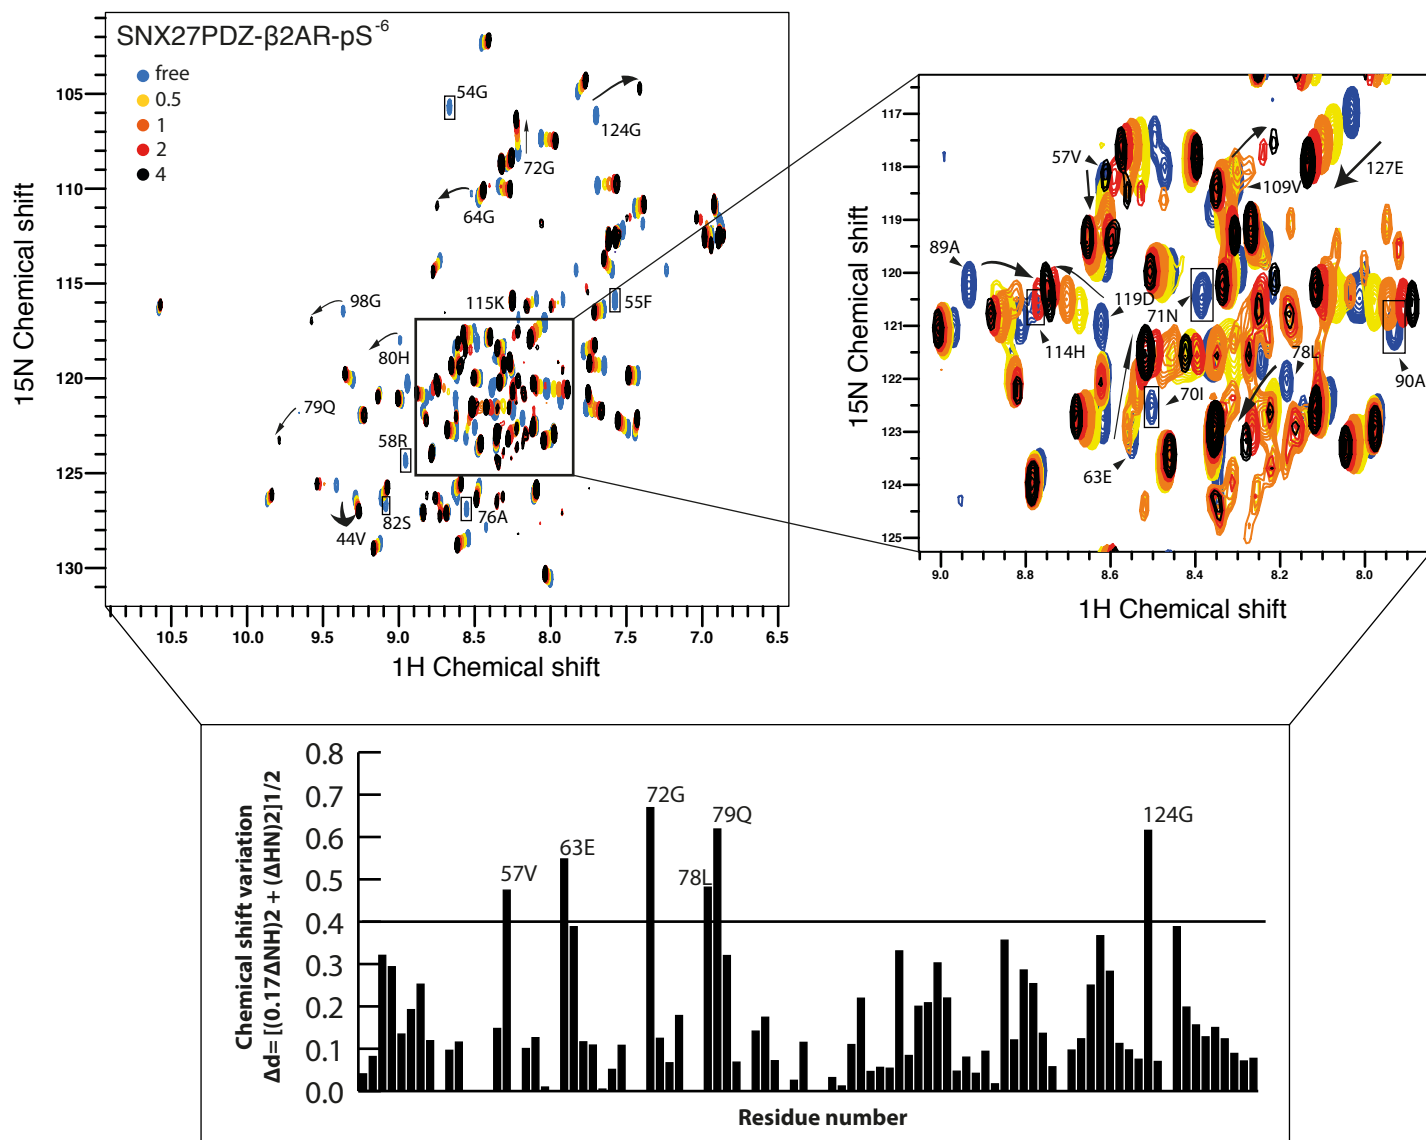 SNX27PDZ-β2AR-pS-6
free
0.5
1
2
4
54G
124G
72G
64G
98G
80H
79Q
58R
115K
55F
82S
76A
44V
105
110
115
120
125
130
15N Chemical shift
10.5 10.0 9.5 9.0 8.5 8.0 7.5 7.0 6.5
1H Chemical shift
117
118
119
120
121
122
123
124
125
15N Chemical shift
57V
127E
109V
89A
119D
71N
114H
78L
90A
70I
63E
9.0 8.8 8.6 8.4 8.2 8.0
1H Chemical shift
0.8
0.7
0.6
0.5
0.4
0.3
0.2
0.1
0.0
Chemical shift variation
Δd= [(0.17ΔNH)2 + (ΔHN)2]1/2
57V
63E
72G
78L
79Q
124G
Residue number